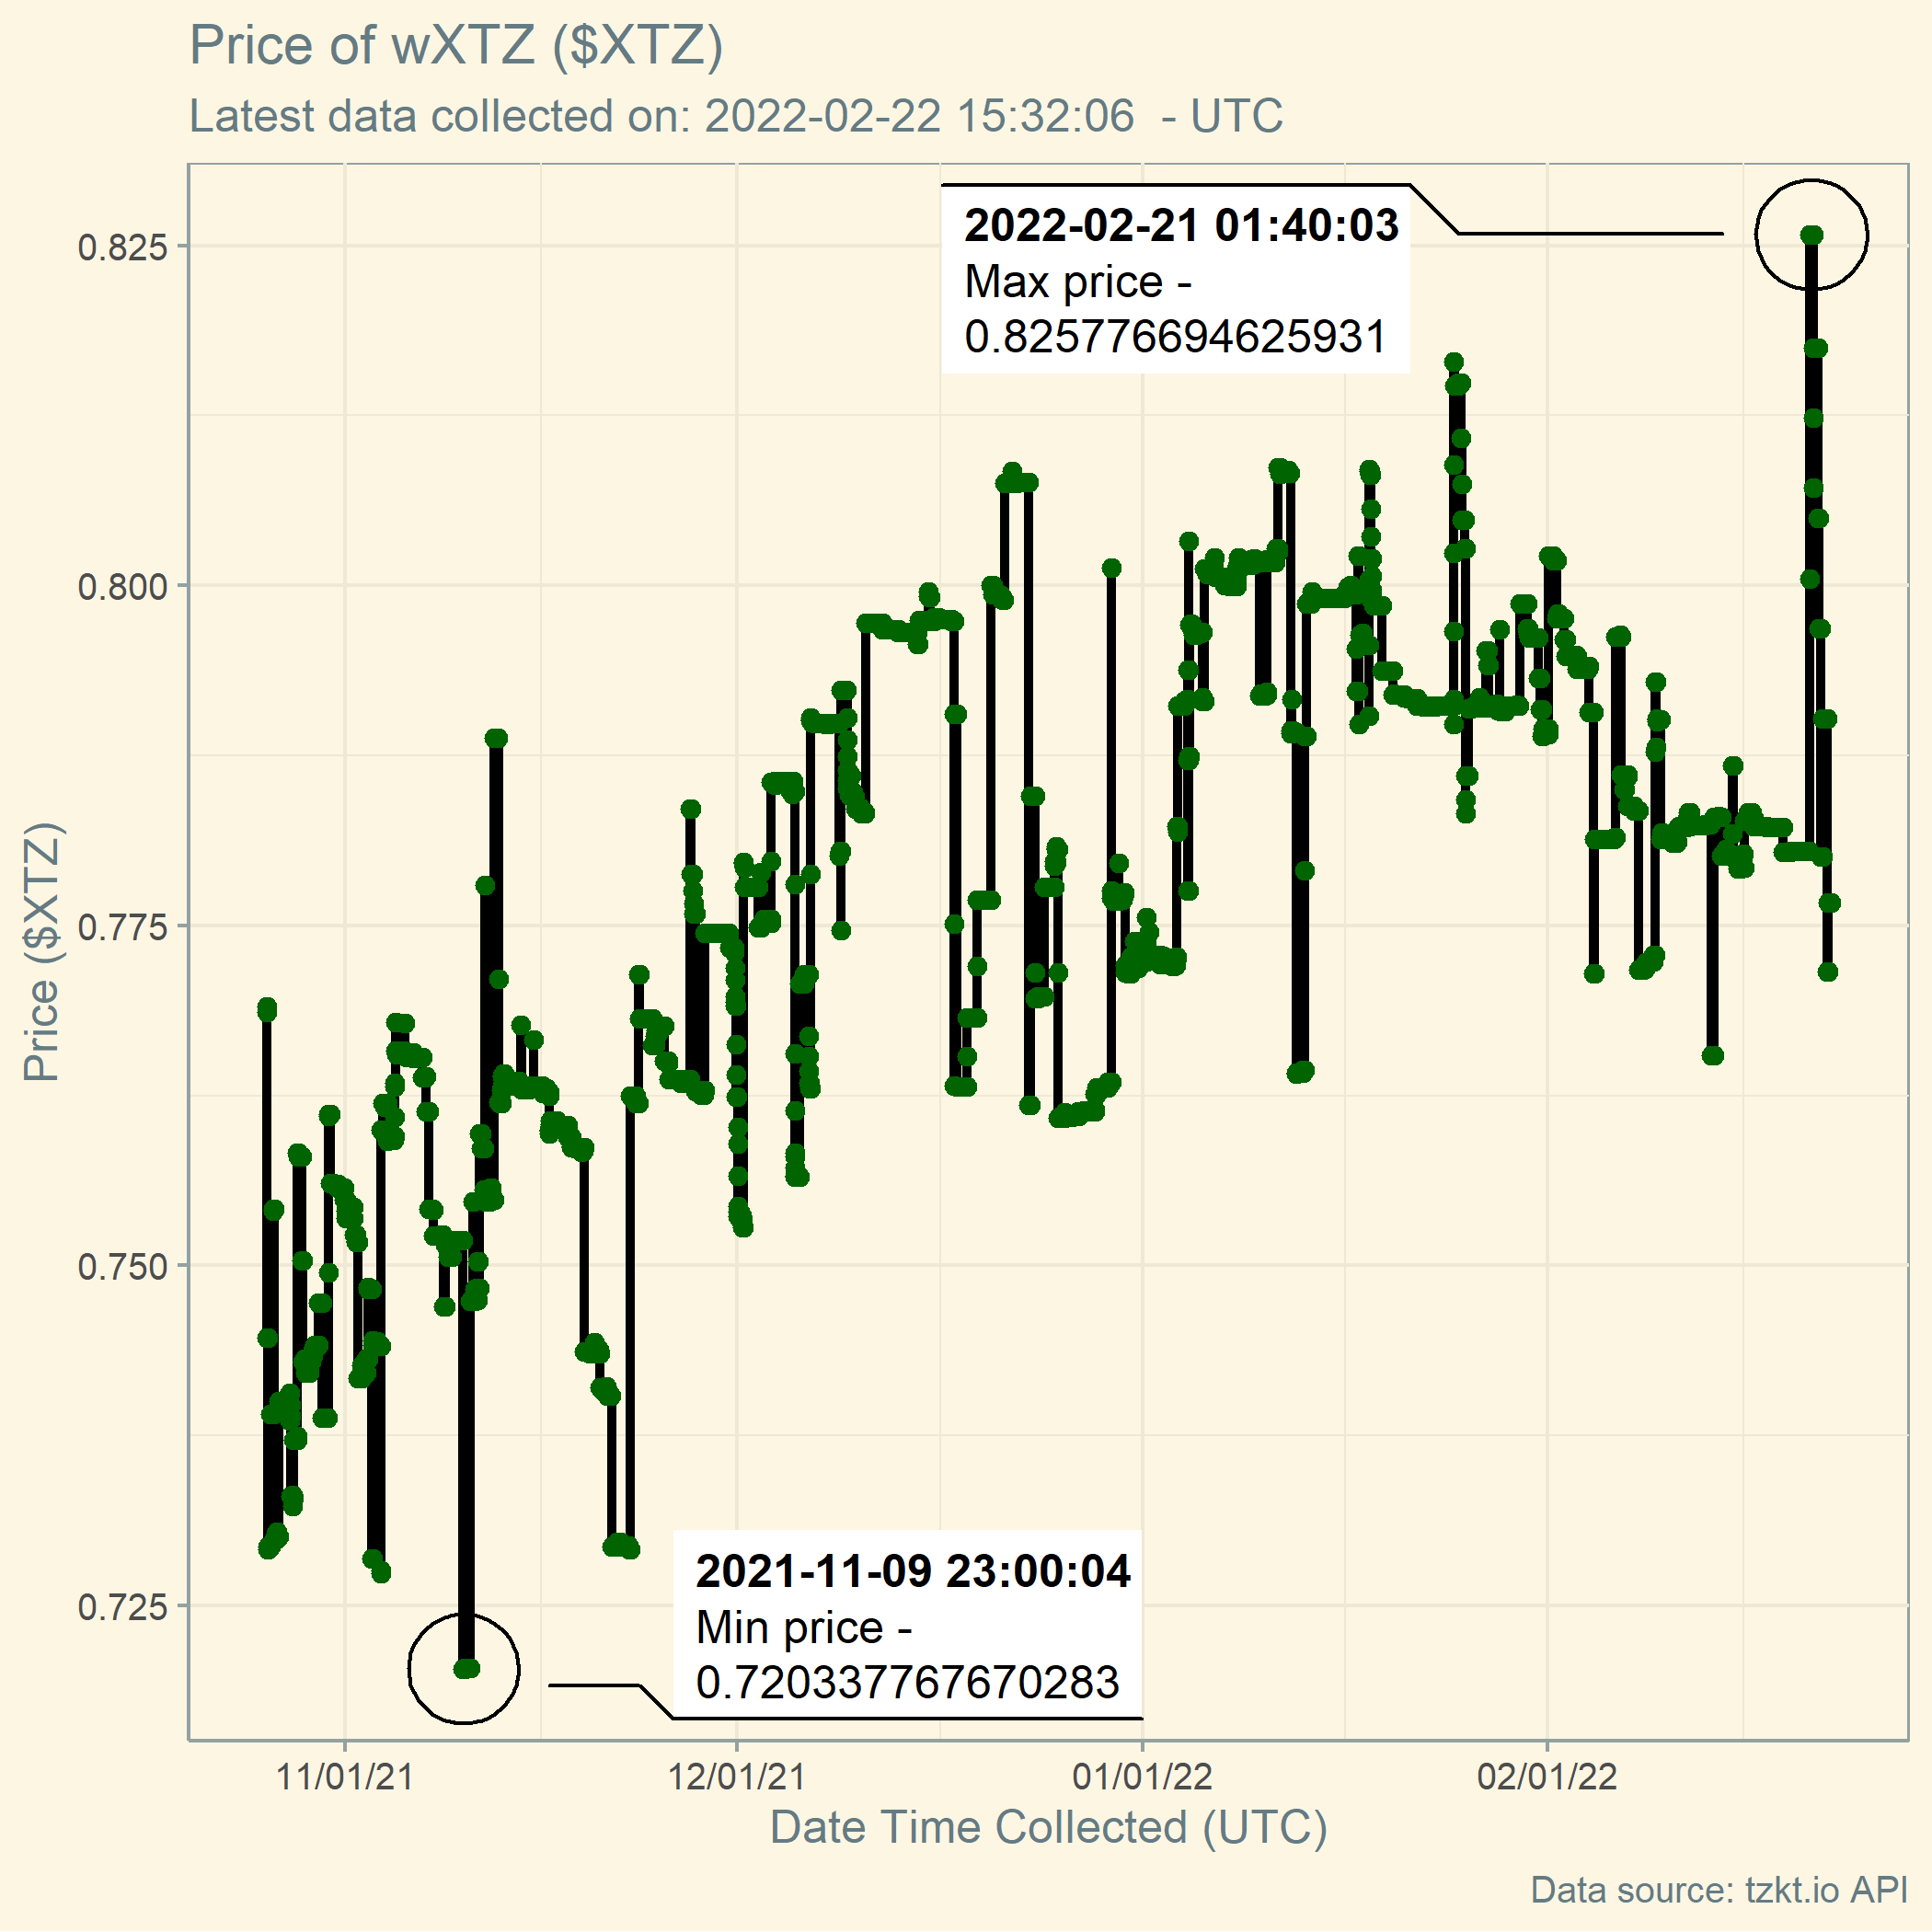 Price of wXTZ ($XTZ)
Latest data collected on: 2022-02-22 15:32:06  - UTC
2022-02-21 01:40:03
Max price -
0.825776694625931
0.825
0.800
0.775
0.750
0.725
Price ($XTZ)
2021-11-09 23:00:04
Min price -
0.720337767670283
11/01/21
12/01/21
01/01/22
02/01/22
Date Time Collected (UTC)
Data source: tzkt.io API